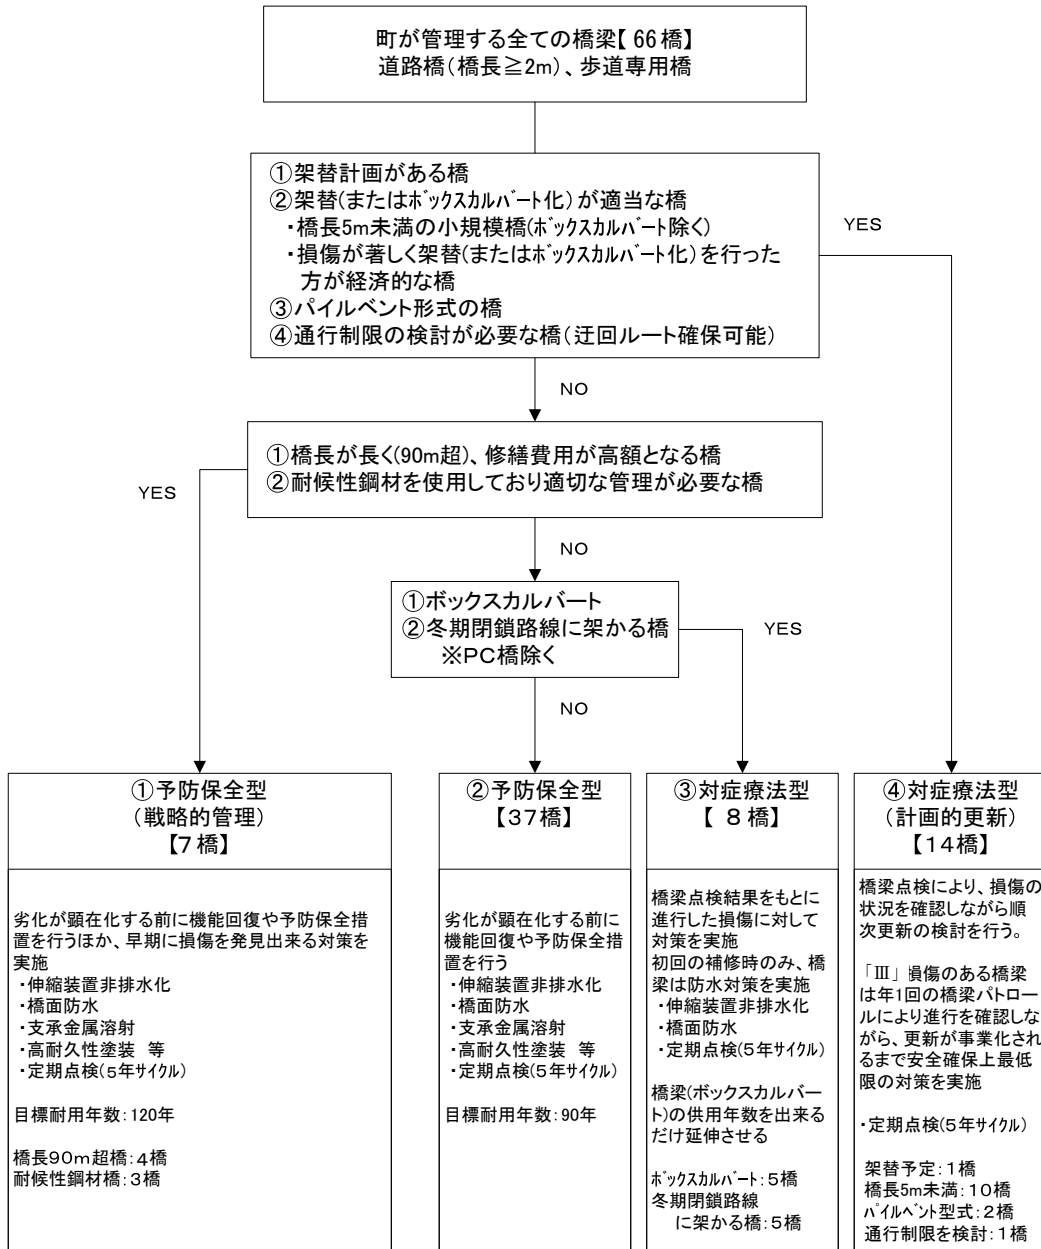 町が管理する全ての橋梁【66橋】
道路橋(橋長≧2m)、歩道専用橋
①架替計画がある橋
②架替(またはボックスカルバート化)が適当な橋
・橋長5m未満の小規模橋(ボックスカルバート除く)
・損傷が著しく架替(またはボックスカルバート化)を行った
方が経済的な橋
③パイルベント形式の橋
④通行制限の検討が必要な橋(迂回ルート確保可能)
YES
NO
①橋長が長く(90m超)、修繕費用が高額となる橋
②耐候性鋼材を使用しており適切な管理が必要な橋
YES
NO
①ボックスカルバート
②冬期閉鎖路線に架かる橋
※PC橋除く
YES
NO
①予防保全型
(戦略的管理)
【7橋】
劣化が顕在化する前に機能回復や予防保全措
置を行うほか、早期に損傷を発見出来る対策を
実施
・伸縮装置非排水化
・橋面防水
・支承金属溶射
・高耐久性塗装 等
・定期点検(5年サイクル)
目標耐用年数:120年
橋長90m超橋:4橋
耐候性鋼材橋:3橋
②予防保全型
【37橋】
劣化が顕在化する前に
機能回復や予防保全措
置を行う
・伸縮装置非排水化
・橋面防水
・支承金属溶射
・高耐久性塗装 等
・定期点検(5年サイクル)
目標耐用年数:90年
③対症療法型
【 8橋】
橋梁点検結果をもとに
進行した損傷に対して
対策を実施
初回の補修時のみ、橋
梁は防水対策を実施
・伸縮装置非排水化
・橋面防水
・定期点検(5年サイクル)
橋梁(ボックスカルバー
ト)の供用年数を出来る
だけ延伸させる
ボックスカルバート:5橋
冬期閉鎖路線
に架かる橋:5橋
④対症療法型
(計画的更新)
【14橋】
橋梁点検により、損傷の
状況を確認しながら順
次更新の検討を行う。
「Ⅲ」損傷のある橋梁
は年1回の橋梁パトロー
ルにより進行を確認しな
がら、更新が事業化され
るまで安全確保上最低
限の対策を実施
・定期点検(5年サイクル)
架替予定:1橋
橋長5m未満:10橋
パイルベント型式:2橋
通行制限を検討:1橋